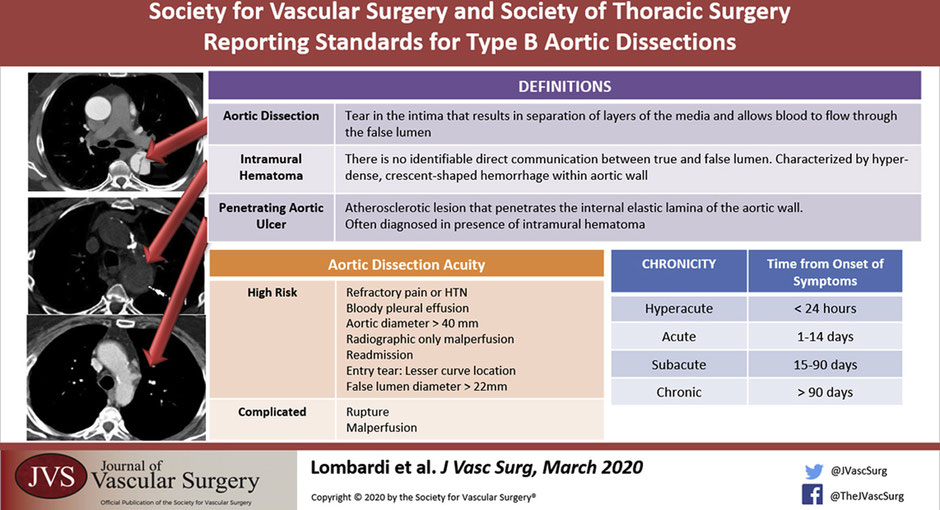 Society for Vascular Surgery and Society of Thoracic Surgery
Reporting Standards for Type B Aortic Dissections
DEFINITIONS
Aortic Dissection
Tear in the intima that results in separation of layers of the media and allows blood to flow through
the false lumen
Intramural
Hematoma
There is no identifiable direct communication between true and false lumen. Characterized by hyper-
dense, crescent-shaped hemorrhage within aortic wall
Penetrating Aortic
Ulcer
Atherosclerotic lesion that penetrates the internal elastic lamina of the aortic wall.
Often diagnosed in presence of intramural hematoma
Aortic Dissection Acuity
High Risk
Refractory pain or HTN
Bloody pleural effusion
Aortic diameter > 40 mm
Radiographic only malperfusion
Readmission
Entry tear: Lesser curve location
False lumen diameter > 22mm
Complicated
Rupture
Malperfusion
CHRONICITY
Time from Onset of
Symptoms
Hyperacute
< 24 hours
Acute
1-14 days
Subacute
15-90 days
Chronic
> 90 days
JVS
Journal of
Vascular Surgery
Official Publication of the Society for Vascular Surgery
Lombardi et al. J Vasc Surg, March 2020
Copyright © 2020 by the Society for Vascular Surgery®
@JVascSurg
@TheJVascSurg